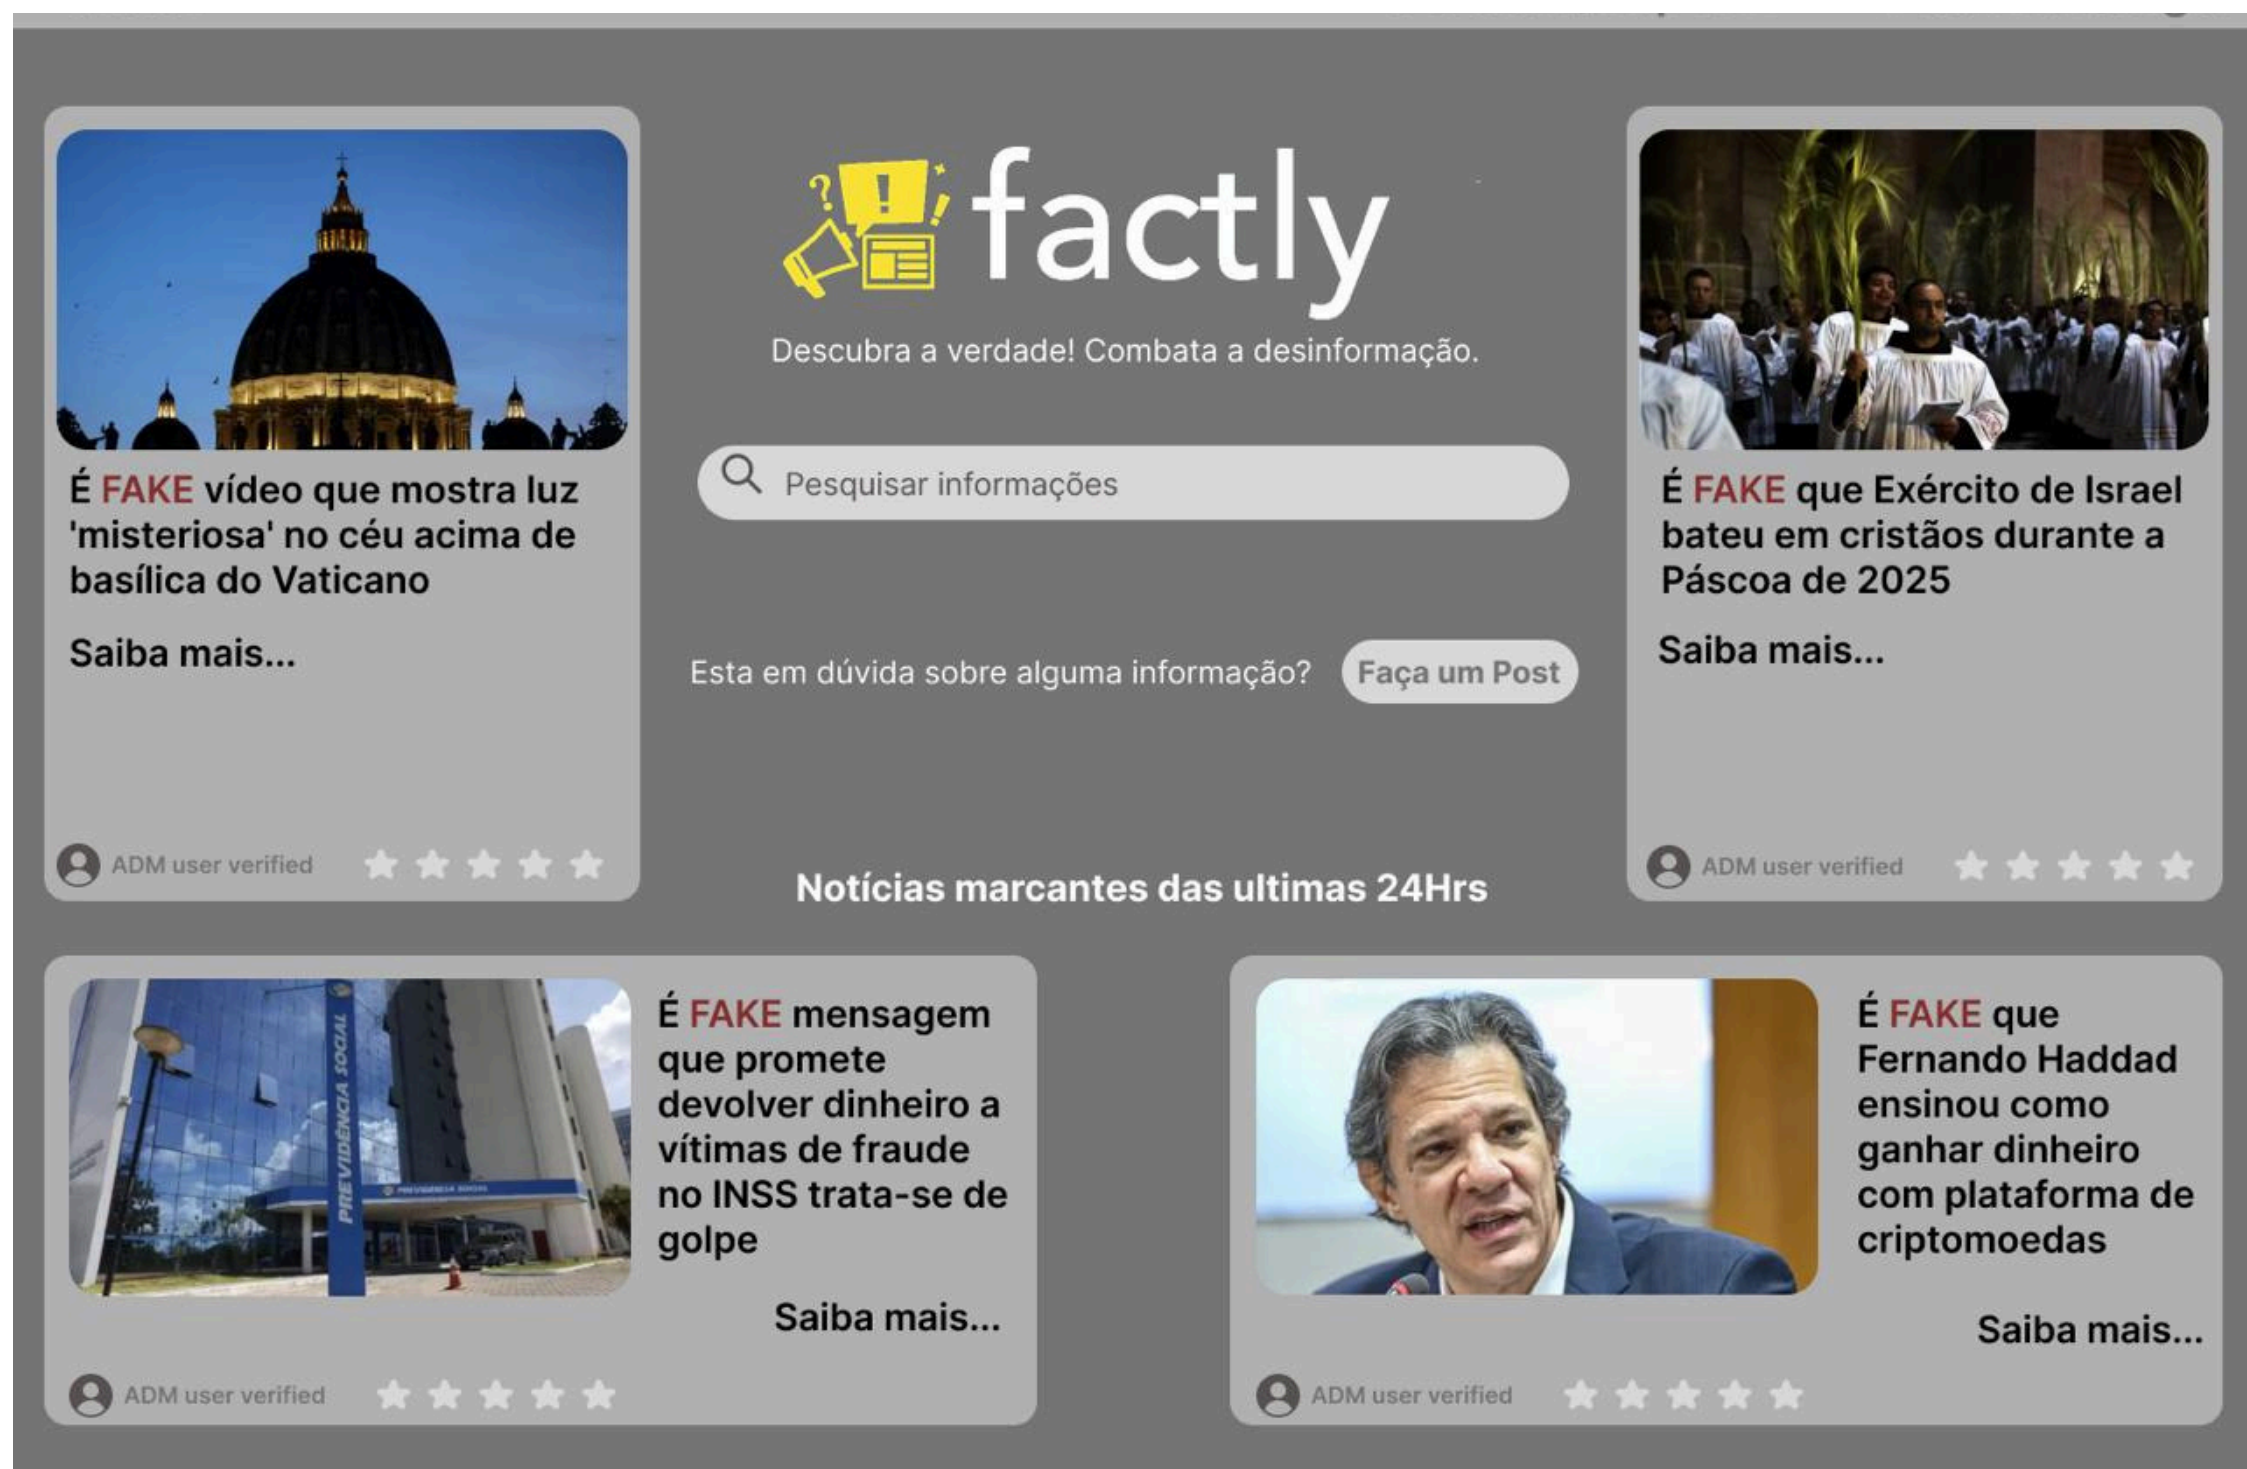 factly
Descubra a verdade! Combata a desinformação.
Pesquisar informações
Esta em dúvida sobre alguma informação?
Faça um Post
É FAKE vídeo que mostra luz
'misteriosa' no céu acima de
basílica do Vaticano
Saiba mais...
ADM user verified
É FAKE que Exército de Israel
bateu em cristãos durante a
Páscoa de 2025
Saiba mais...
ADM user verified
Notícias marcantes das ultimas 24Hrs
PREVIDÊNCIA SOCIAL
PREVIDÊNCIA SOCIAL
É FAKE mensagem
que promete
devolver dinheiro a
vítimas de fraude
no INSS trata-se de
golpe
Saiba mais...
ADM user verified
É FAKE que
Fernando Haddad
ensinou como
ganhar dinheiro
com plataforma de
criptomoedas
Saiba mais...
ADM user verified